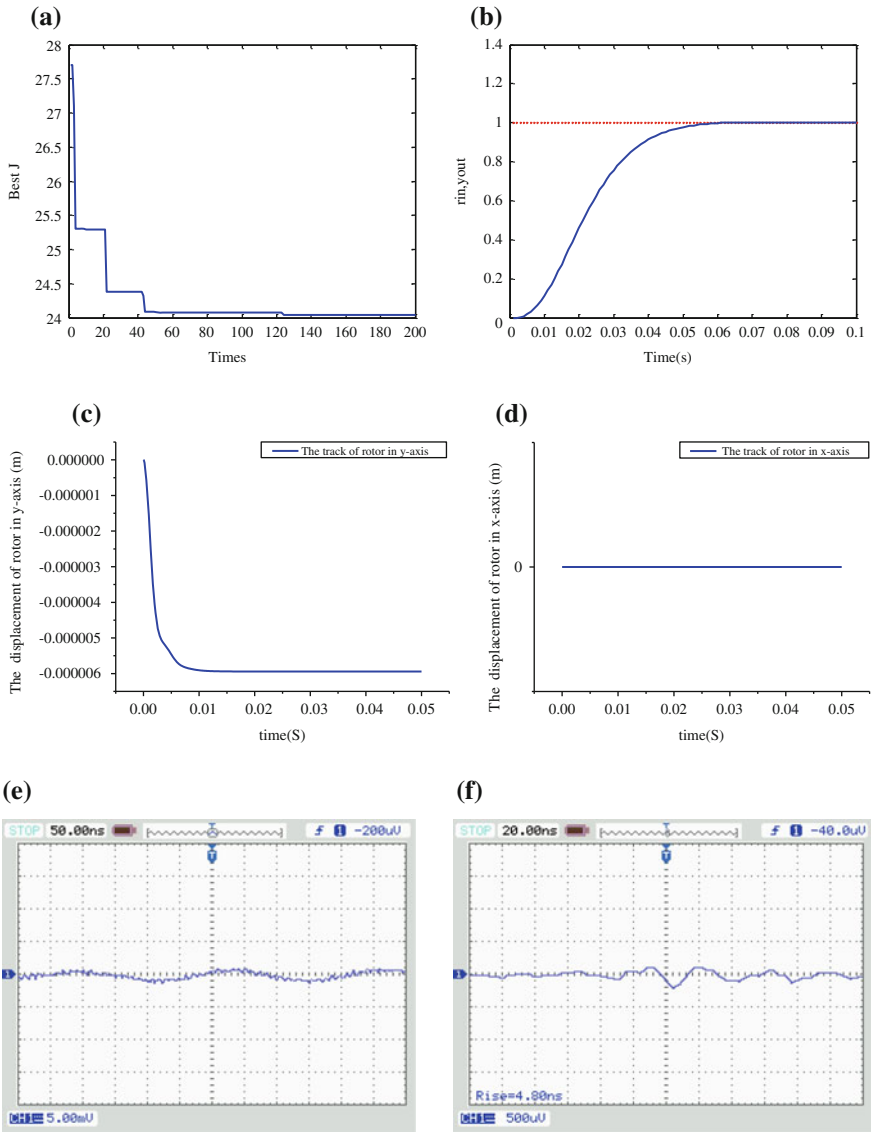 (a)
28
27.5
27
26.5
26
25.5
25
24.5
24
Best J
0 20 40 60 80 100 120 140 160 180 200
Times
(b)
1.4
1.2
1
0.8
0.6
0.4
0.2
0
rin,yout
0 0.01 0.02 0.03 0.04 0.05 0.06 0.07 0.08 0.09 0.1
Time(s)
(c)
The track of rotor in y-axis
0.000000
-0.000001
-0.000002
-0.000003
-0.000004
-0.000005
-0.000006
The displacement of rotor in y-axis (m)
0.00 0.01 0.02 0.03 0.04 0.05
time(S)
(d)
The track of rotor in x-axis
0
The displacement of rotor in x-axis (m)
0.00 0.01 0.02 0.03 0.04 0.05
time(S)
(e)
STOP 50.00ns T 1 -200uV
T
1
CH1 5.00mV
(f)
STOP 20.00ns T 1 -40.0uV
T
1
Rise=4.80ns
CH1 500uV